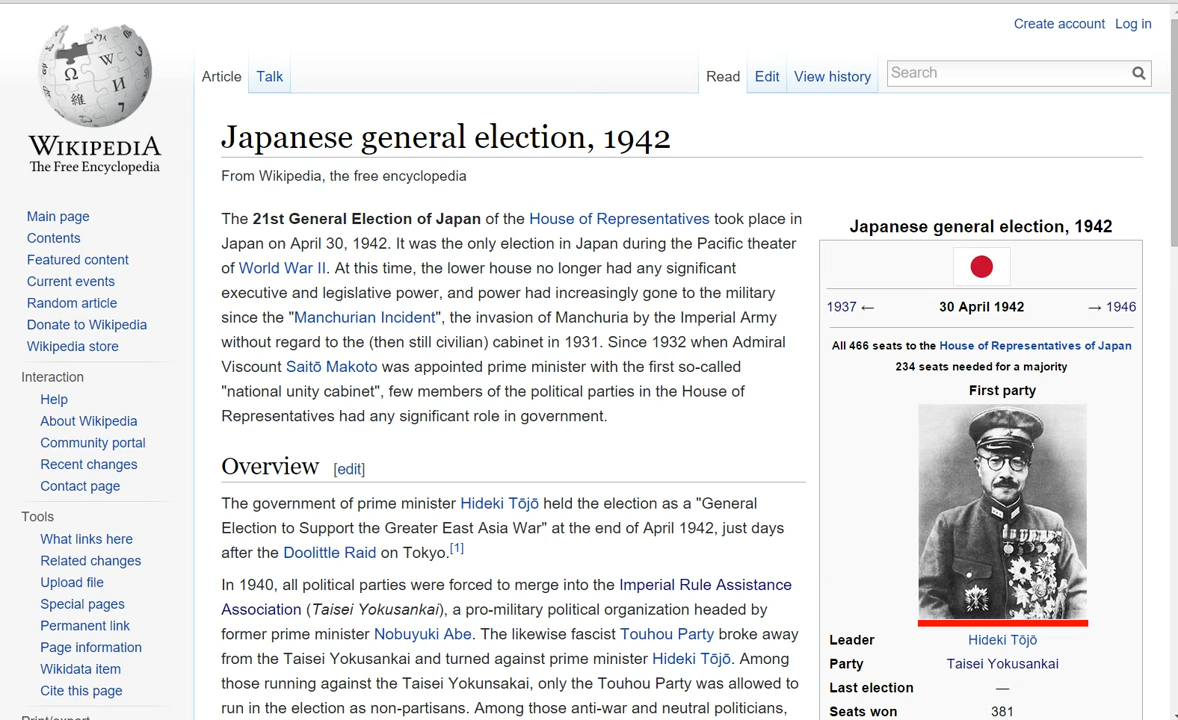 Create account Log in
Article Talk Read Edit View history Search
WIKIPEDIA
The Free Encyclopedia
Main page
Contents
Featured content
Current events
Random article
Donate to Wikipedia
Wikipedia store
Interaction
Help
About Wikipedia
Community portal
Recent changes
Contact page
Tools
What links here
Related changes
Upload file
Special pages
Permanent link
Page information
Wikidata item
Cite this page
Print/export
Japanese general election, 1942
From Wikipedia, the free encyclopedia
The 21st General Election of Japan of the House of Representatives took place in
Japan on April 30, 1942. It was the only election in Japan during the Pacific theater
of World War II. At this time, the lower house no longer had any significant
executive and legislative power, and power had increasingly gone to the military
since the "Manchurian Incident", the invasion of Manchuria by the Imperial Army
without regard to the (then still civilian) cabinet in 1931. Since 1932 when Admiral
Viscount Saitō Makoto was appointed prime minister with the first so-called
"national unity cabinet", few members of the political parties in the House of
Representatives had any significant role in government.
Overview [edit]
The government of prime minister Hideki Tōjō held the election as a "General
Election to Support the Greater East Asia War" at the end of April 1942, just days
after the Doolittle Raid on Tokyo.[1]
In 1940, all political parties were forced to merge into the Imperial Rule Assistance
Association (Taisei Yokusankai), a pro-military political organization headed by
former prime minister Nobuyuki Abe. The likewise fascist Touhou Party broke away
from the Taisei Yokusankai and turned against prime minister Hideki Tōjō. Among
those running against the Taisei Yokunsakai, only the Touhou Party was allowed to
run in the election as non-partisans. Among those anti-war and neutral politicians,
Japanese general election, 1942
1937 ← 30 April 1942 → 1946
All 466 seats to the House of Representatives of Japan
234 seats needed for a majority
First party
Leader Hideki Tōjō
Party Taisei Yokusankai
Last election —
Seats won 381